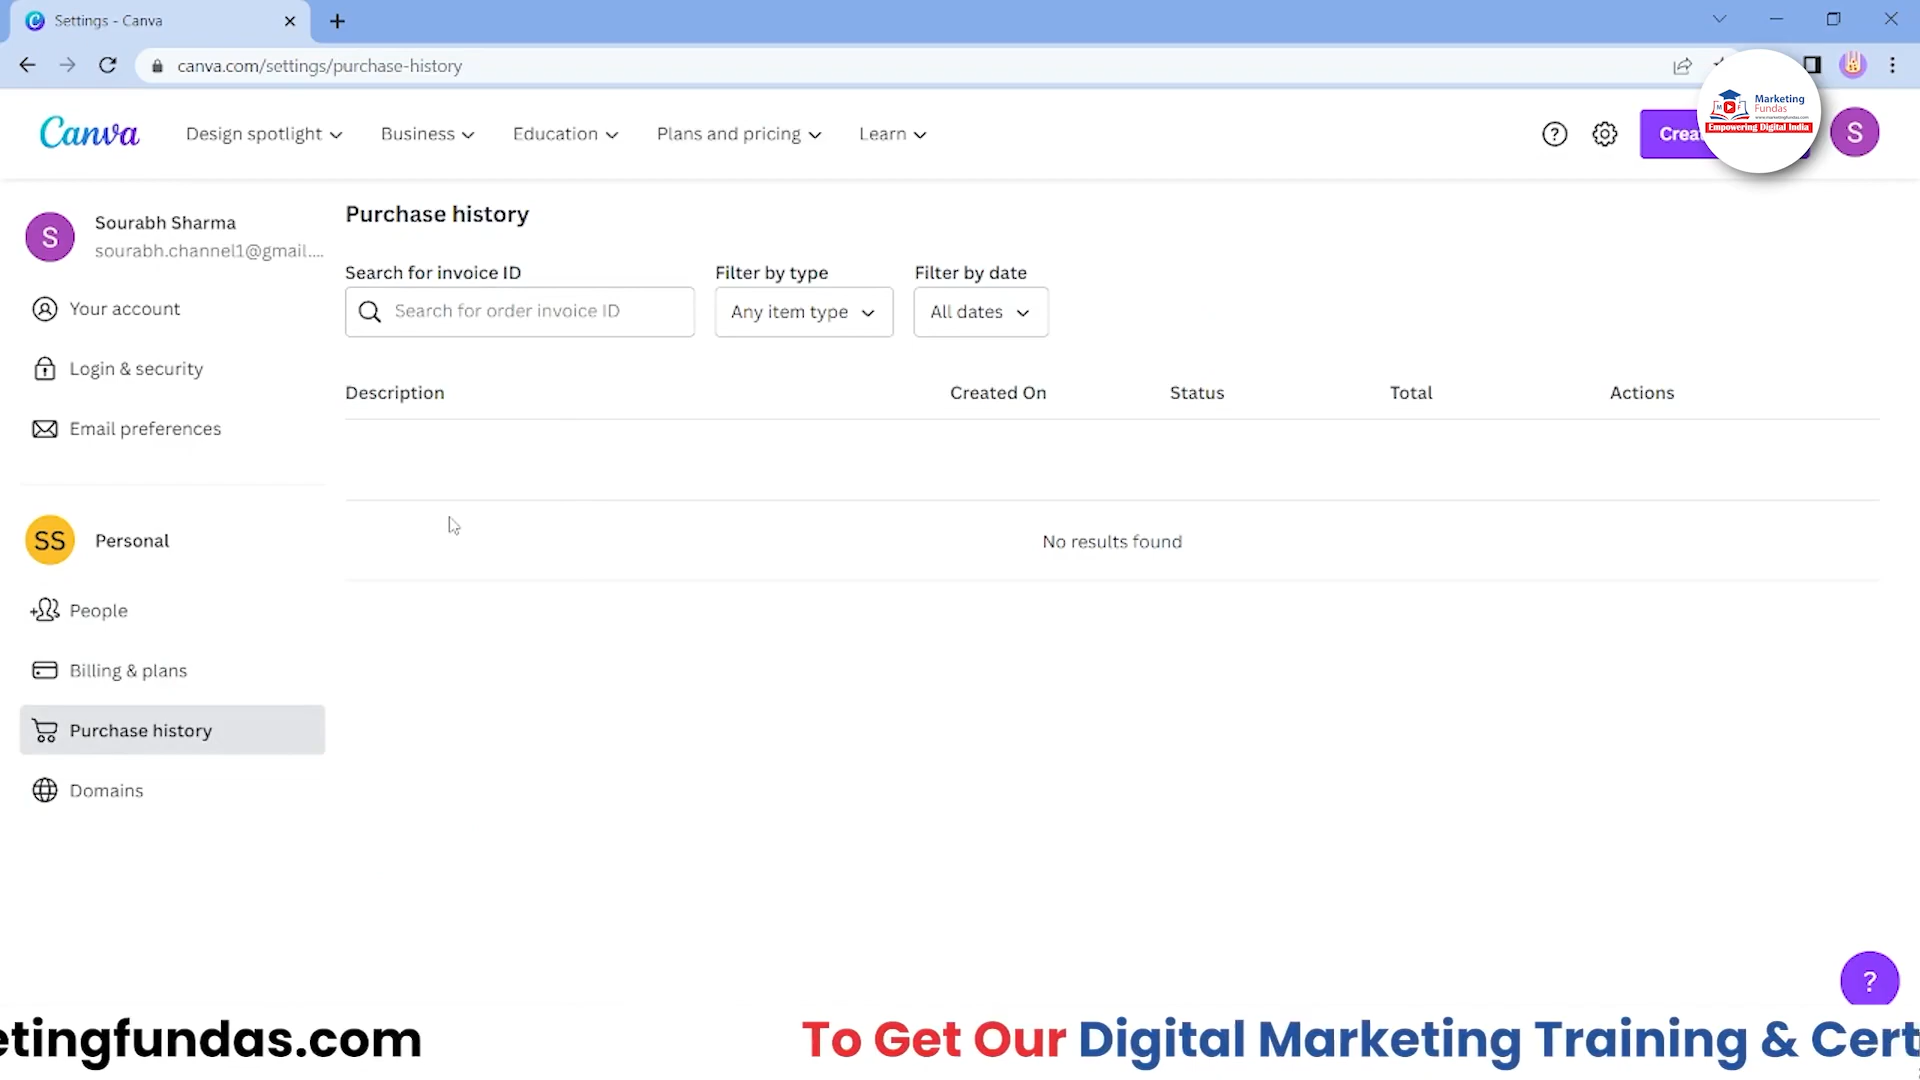 Settings - Canva
canva.com/settings/purchase-history
Canva
Design spotlight
Business
Education
Plans and pricing
Learn
Crea
Marketing
Fundas
www.marketingfundas.com
Empowering Digital India
S
S
Sourabh Sharma
sourabh.channel1@gmail....
Your account
Login & security
Email preferences
SS
Personal
People
Billing & plans
Purchase history
Domains
Purchase history
Search for invoice ID
Search for order invoice ID
Filter by type
Any item type
Filter by date
All dates
Description
Created On
Status
Total
Actions
No results found
?
etingfundas.com
To Get Our Digital Marketing Training & Cert